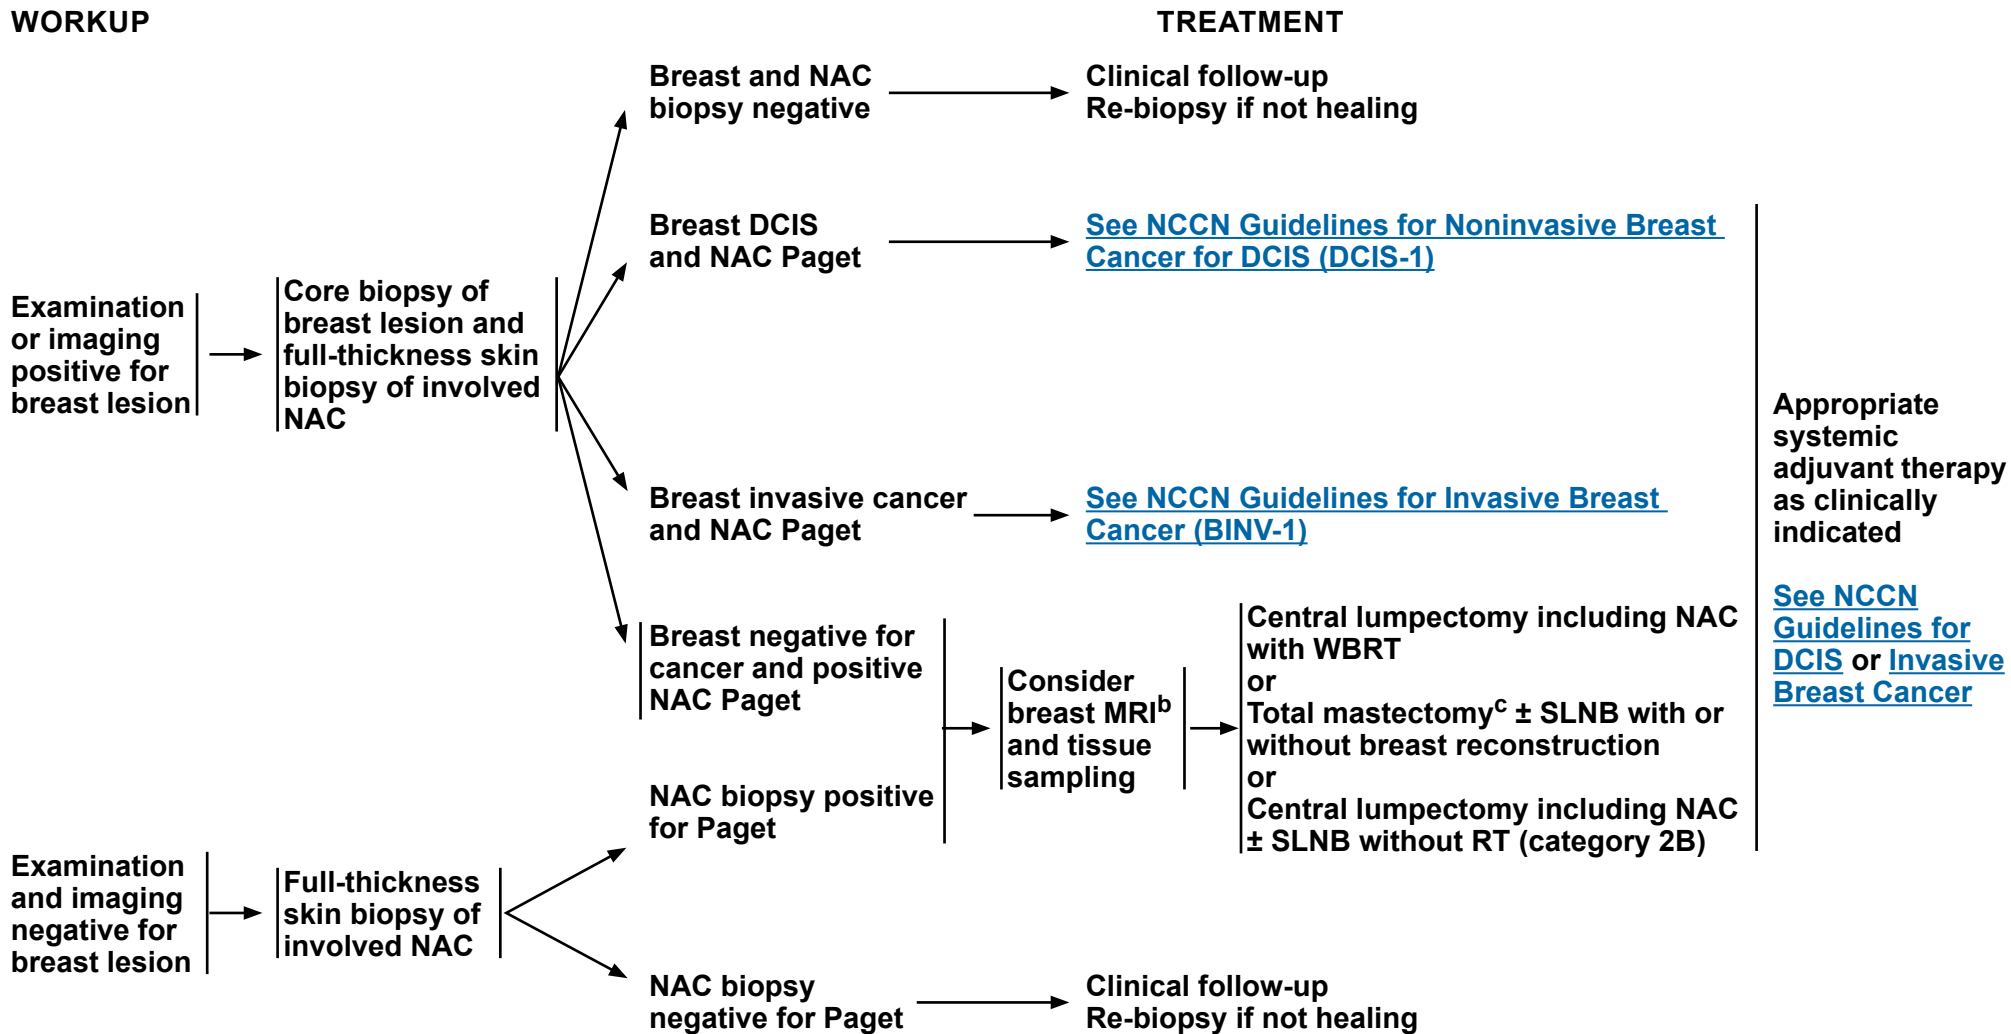 WORKUP
TREATMENT
Examination
or imaging
positive for
breast lesion
Core biopsy of
breast lesion and
full-thickness skin
biopsy of involved
NAC
Breast and NAC
biopsy negative
Clinical follow-up
Re-biopsy if not healing
Breast DCIS
and NAC Paget
See NCCN Guidelines for Noninvasive Breast
Cancer for DCIS (DCIS-1)
Breast invasive cancer
and NAC Paget
See NCCN Guidelines for Invasive Breast
Cancer (BINV-1)
Breast negative for
cancer and positive
NAC Paget
Examination
and imaging
negative for
breast lesion
Full-thickness
skin biopsy of
involved NAC
NAC biopsy positive
for Paget
Consider
breast MRIb
and tissue
sampling
Central lumpectomy including NAC
with WBRT
or
Total mastectomyc ± SLNB with or
without breast reconstruction
or
Central lumpectomy including NAC
± SLNB without RT (category 2B)
NAC biopsy
negative for Paget
Clinical follow-up
Re-biopsy if not healing
Appropriate
systemic
adjuvant therapy
as clinically
indicated
See NCCN
Guidelines for
DCIS or Invasive
Breast Cancer